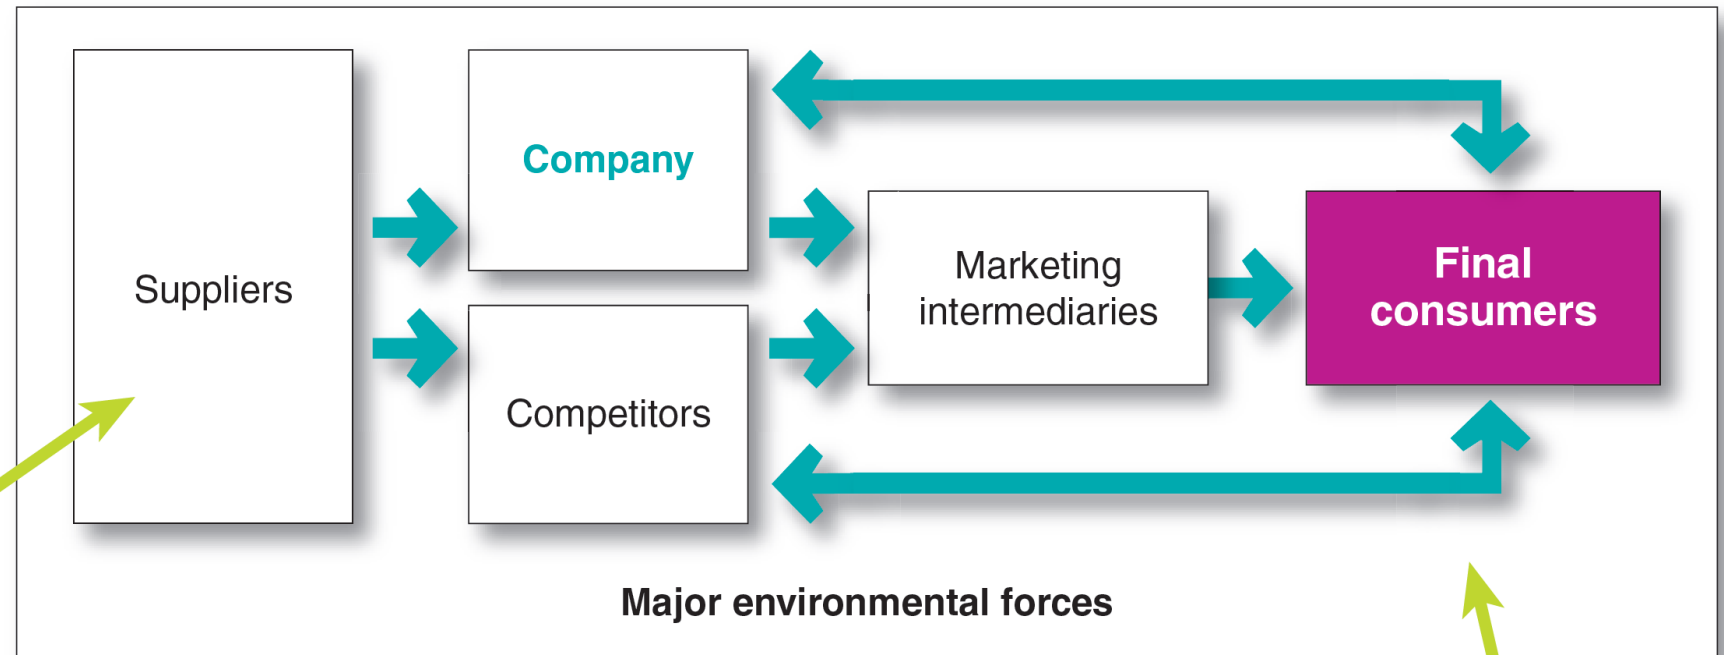 Suppliers
Company
Competitors
Marketing
intermediaries
Final
consumers
Major environmental forces